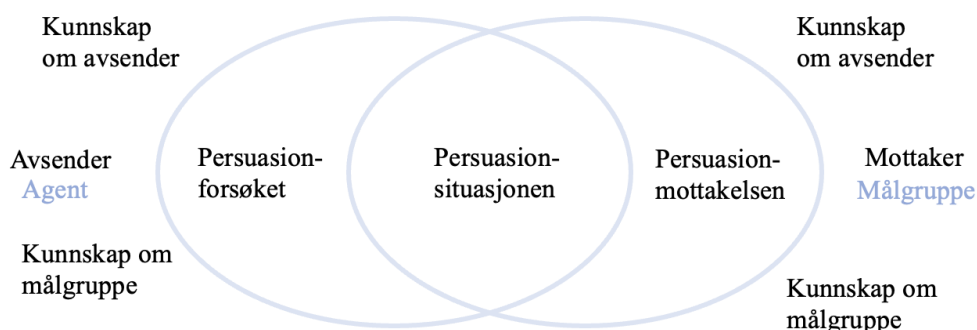 Kunnskap
om avsender
Kunnskap
om avsender
Avsender
Agent
Persuasion-
forsøket
Persuasion-
situasjonen
Persuasion-
mottakelsen
Mottaker
Målgruppe
Kunnskap om
målgruppe
Kunnskap om
målgruppe